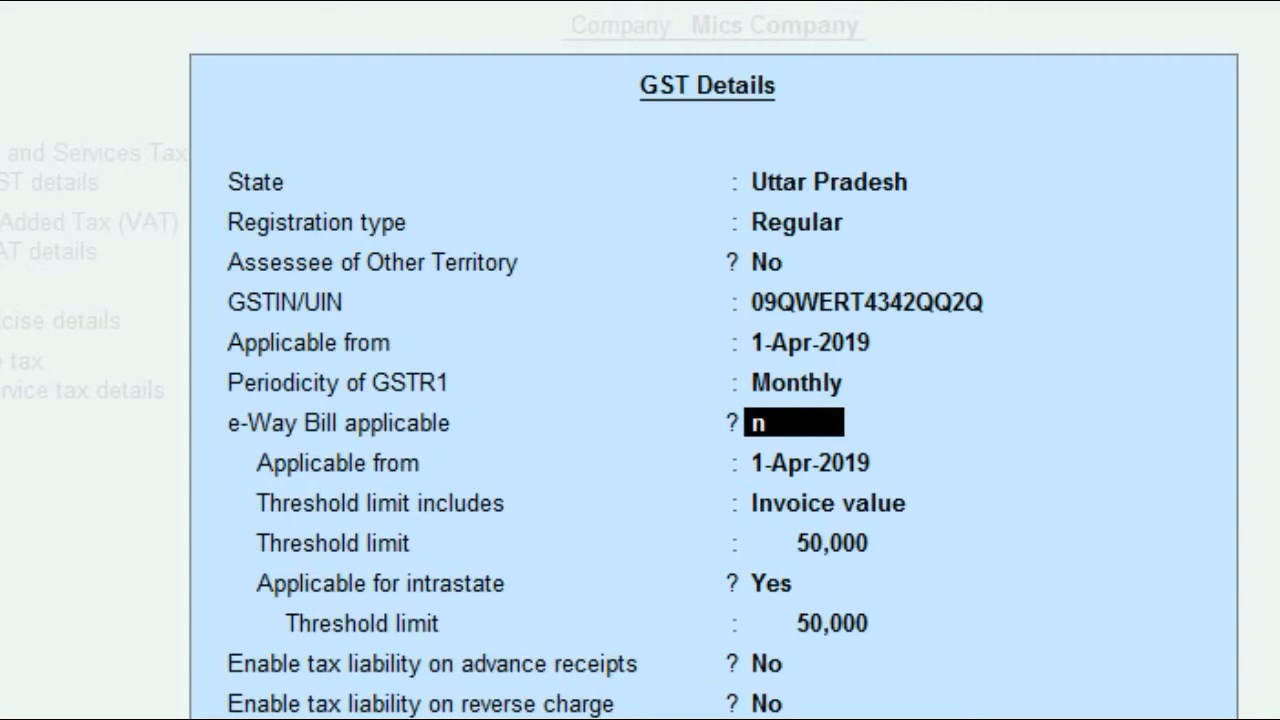 Company Mics Company
GST Details
and Services Tax
ST details
Added Tax (VAT)
AT details
cise details
e tax
rvice tax details
State : Uttar Pradesh
Registration type : Regular
Assessee of Other Territory ? No
GSTIN/UIN : 09QWERT4342QQ2Q
Applicable from : 1-Apr-2019
Periodicity of GSTR1 : Monthly
e-Way Bill applicable ? n
Applicable from : 1-Apr-2019
Threshold limit includes : Invoice value
Threshold limit : 50,000
Applicable for intrastate ? Yes
Threshold limit : 50,000
Enable tax liability on advance receipts ? No
Enable tax liability on reverse charge ? No